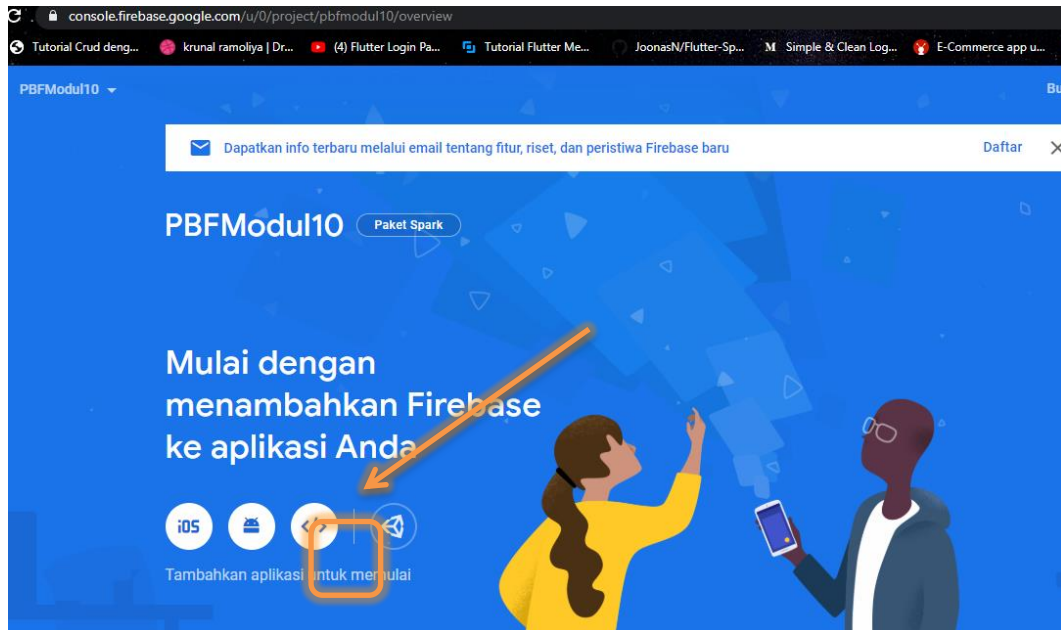 console.firebase.google.com/u/0/project/pbfmodul10/overview
Tutorial Crud deng... krunal ramoliya | Dr... (4) Flutter Login Pa... Tutorial Flutter Me... JoonasN/Flutter-Sp... M Simple & Clean Log... E-Commerce app u...
PBFModul10 Bu
Dapatkan info terbaru melalui email tentang fitur, riset, dan peristiwa Firebase baru Daftar
PBFModul10 Paket Spark
Mulai dengan
menambahkan Firebase
ke aplikasi Anda
iOS </>
Tambahkan aplikasi untuk memulai